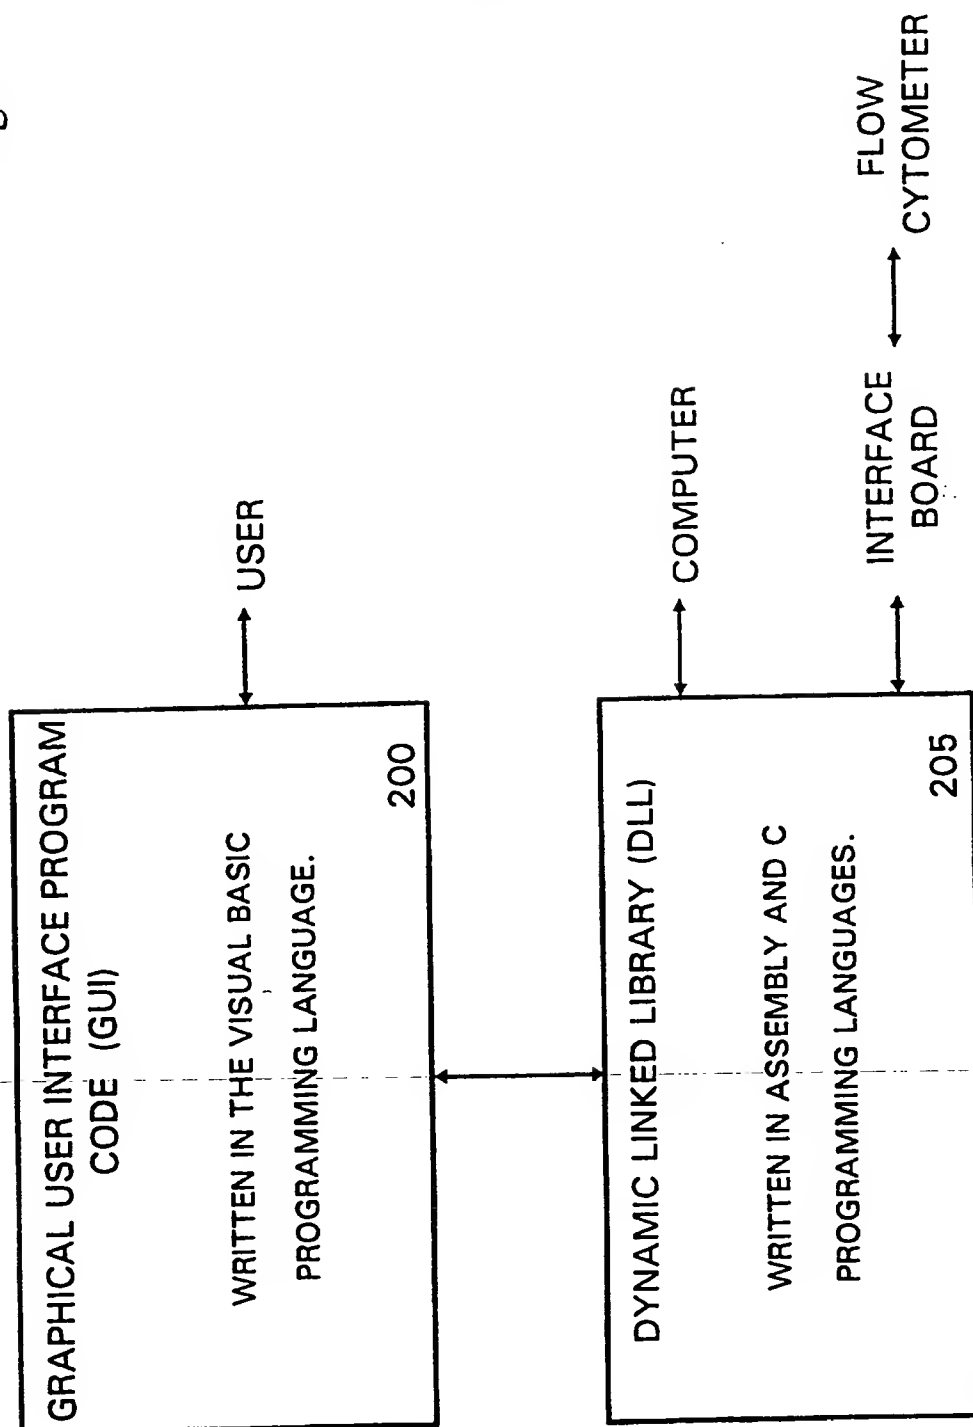 GRAPHICAL USER INTERFACE PROGRAM
CODE (GUI)
WRITTEN IN THE VISUAL BASIC
PROGRAMMING LANGUAGE.
200
USER
DYNAMIC LINKED LIBRARY (DLL)
WRITTEN IN ASSEMBLY AND C
PROGRAMMING LANGUAGES.
205
COMPUTER
INTERFACE
BOARD
FLOW
CYTOMETER